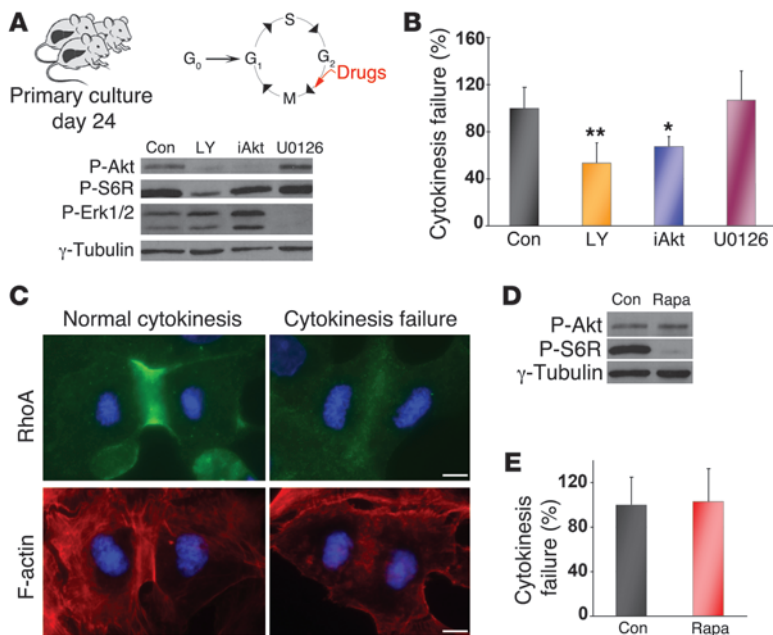 A
Primary culture
day 24
G0
G1
S
G2
M
Drugs
Con LY iAkt U0126
P-Akt
P-S6R
P-Erk1/2
γ-Tubulin
B
Cytokinesis failure (%)
160
120
80
40
0
**
*
Con LY iAkt U0126
C
Normal cytokinesis Cytokinesis failure
RhoA
F-actin
D
Con Rapa
P-Akt
P-S6R
γ-Tubulin
E
Cytokinesis
failure (%)
120
80
40
0
Con Rapa